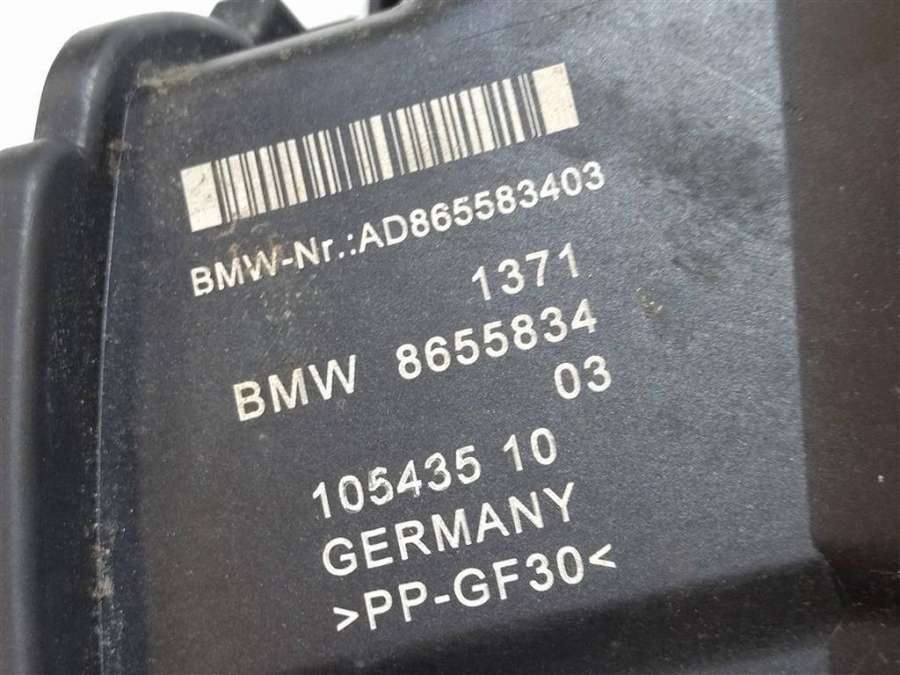 BMW-Nr.:AD865583403
1371
BMW 8655834
03
105435 10
GERMANY
>PP-GF30<